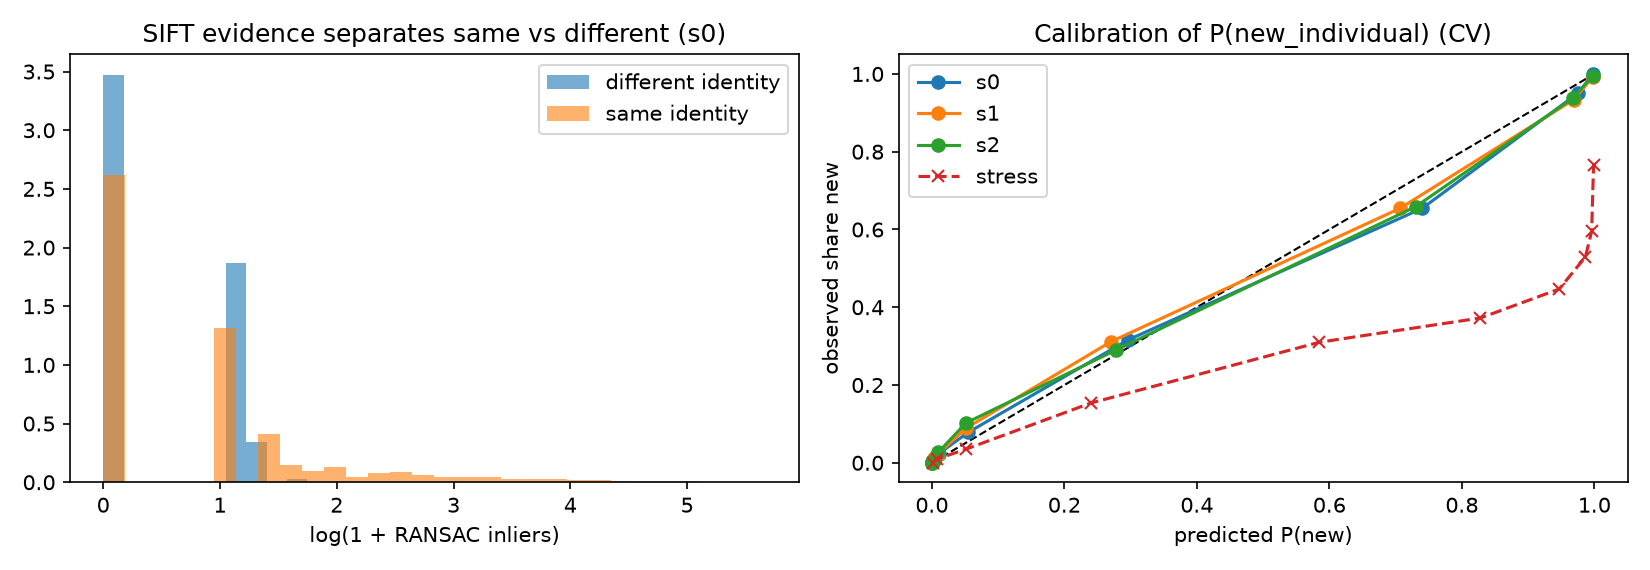 SIFT evidence separates same vs different (s0)
different identity
same identity
3.5
3.0
2.5
2.0
1.5
1.0
0.5
0.0
0 1 2 3 4 5
log(1 + RANSAC inliers)
Calibration of P(new_individual) (CV)
s0
s1
s2
stress
observed share new
1.0
0.8
0.6
0.4
0.2
0.0
0.0 0.2 0.4 0.6 0.8 1.0
predicted P(new)